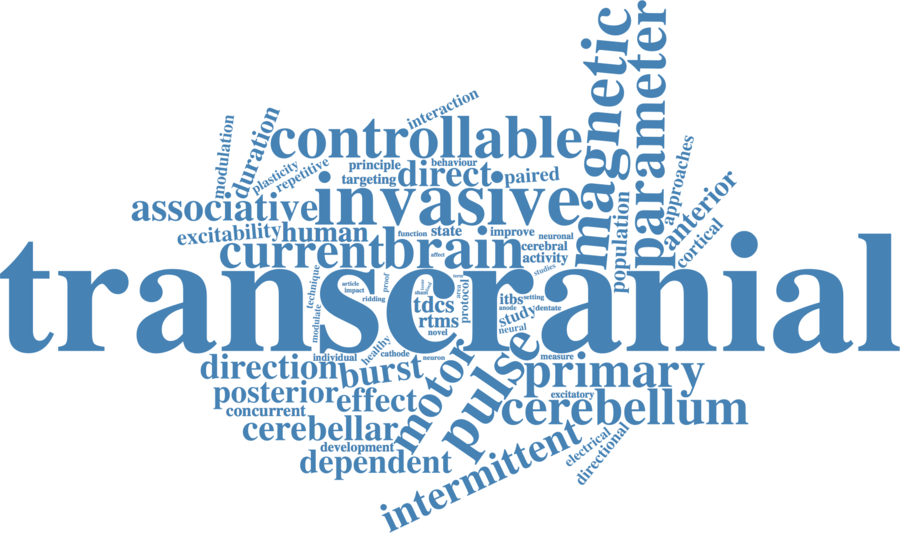 magnetic
parameter
interaction
modulation
duration
controllable
plasticity
repetitive
principle
behaviour
targeting
direct
paired
approaches
associative
invasive
anterior
population
cortical
excitability
human
function
state
improve
neuronal
current
brain
affect
cerebral
activity
studies
transcranial
technique
modulate
article
impact
proof
ridding
tdcs
rtms
novel
area
protocol
itbs
setting
anode
dentate
study
neural
direction
individual
healthy
cathode
neuron
burst
motor
pulse
measure
primary
posterior
effect
excitatory
cerebellum
concurrent
cerebellar
development
dependent
intermittent
electrical
directional